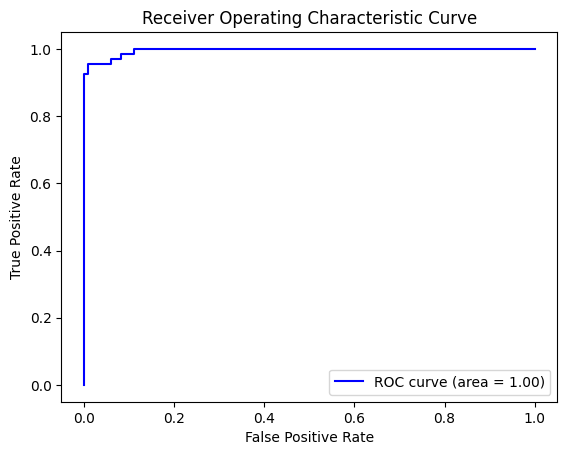 Receiver Operating Characteristic Curve
True Positive Rate
1.0
0.8
0.6
0.4
0.2
0.0
ROC curve (area = 1.00)
0.0 0.2 0.4 0.6 0.8 1.0
False Positive Rate